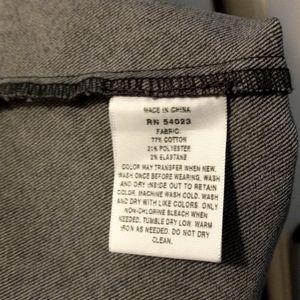 MADE IN CHINA
RN 54023
FABRIC:
77% COTTON
21% POLYESTER
2% ELASTANE
COLOR MAY TRANSFER WHEN NEW.
WASH ONCE BEFORE WEARING. WASH
AND DRY INSIDE OUT TO RETAIN
COLOR. MACHINE WASH COLD. WASH
AND DRY WITH LIKE COLORS. ONLY
NON-CHLORINE BLEACH WHEN
NEEDED. TUMBLE DRY LOW. WARM
IRON AS NEEDED. DO NOT DRY
CLEAN.